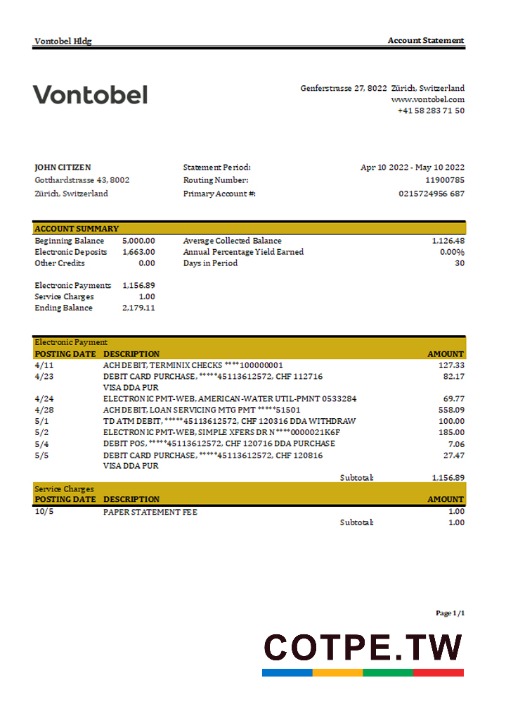 Vontobel Hldg Account Statement
Vontobel
Genferstrasse 27, 8022 Zürich, Switzerland
www.vontobel.com
+41 58 283 71 50
JOHN CITIZEN Statement Period: Apr 10 2022 - May 10 2022
Gotthardstrasse 43, 8002 Routing Number: 11900785
Zürich, Switzerland Primary Account #: 0215724956 687
ACCOUNT SUMMARY
Beginning Balance 5,000.00 Average Collected Balance 1,126.48
Electronic Deposits 1,663.00 Annual Percentage Yield Earned 0.00%
Other Credits 0.00 Days in Period 30
Electronic Payments 1,156.89
Service Charges 1.00
Ending Balance 2,179.11
Electronic Payment
POSTING DATE DESCRIPTION AMOUNT
4/11 ACH DEBIT, TERMINIX CHECKS ****100000001 127.33
4/23 DEBIT CARD PURCHASE, *****45113612572, CHF 112716 82.17
VISA DDA PUR
4/24 ELECTRONIC PMT-WEB, AMERICAN-WATER UTIL-PMNT 0533284 69.77
4/28 ACH DEBIT, LOAN SERVICING MTG PMT *****51501 558.09
5/1 TD ATM DEBIT, *****45113612572, CHF 120316 DDA WITHDRAW 100.00
5/2 ELECTRONIC PMT-WEB, SIMPLE XFERS DR N****0000021K6F 185.00
5/4 DEBIT POS, *****45113612572, CHF 120716 DDA PURCHASE 7.06
5/5 DEBIT CARD PURCHASE, *****45113612572, CHF 120816 27.47
VISA DDA PUR
Subtotal: 1,156.89
Service Charges
POSTING DATE DESCRIPTION AMOUNT
10/5 PAPER STATEMENT FEE 1.00
Subtotal: 1.00
Page 1/1
COTPE.TW